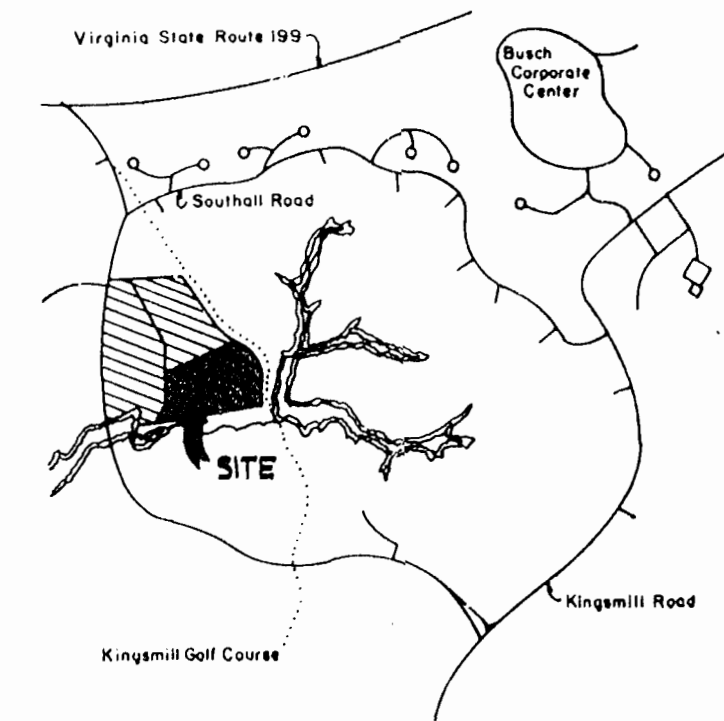 Virginia State Route 199
Busch
Corporate
Center
Southall Road
SITE
Kingsmill Road
Kingsmill Golf Course